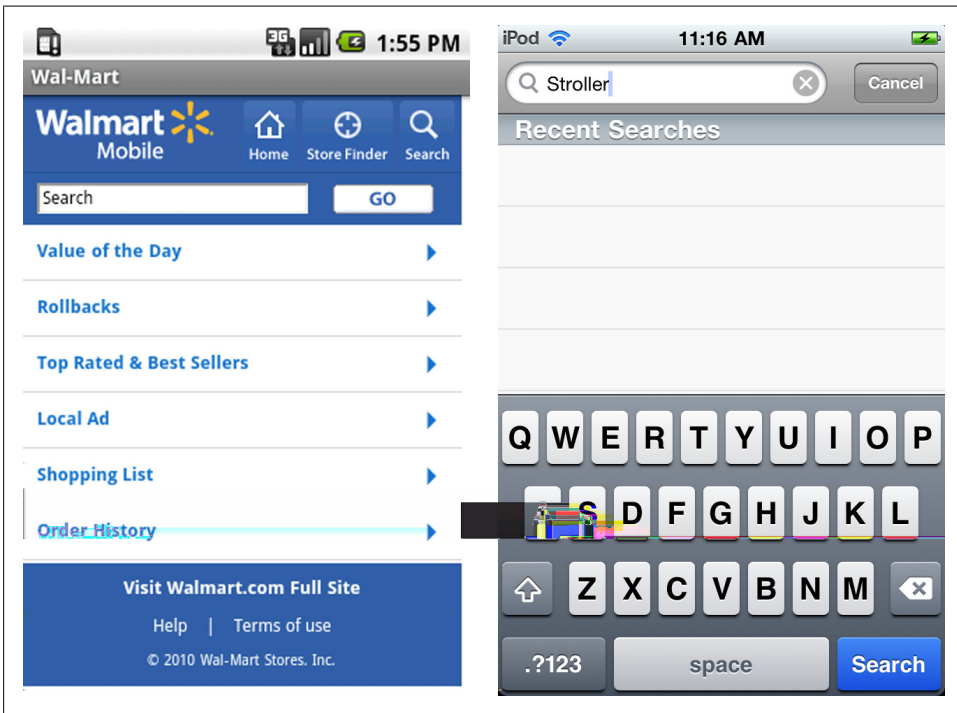 3G 1:55 PM
Wal-Mart
Walmart
Mobile
Home Store Finder Search
Search GO
Value of the Day
Rollbacks
Top Rated & Best Sellers
Local Ad
Shopping List
Order History
Visit Walmart.com Full Site
Help | Terms of use
© 2010 Wal-Mart Stores. Inc.
iPod 11:16 AM
Stroller Cancel
Recent Searches
Q W E R T Y U I O P
S D F G H J K L
Z X C V B N M
.?123 space Search